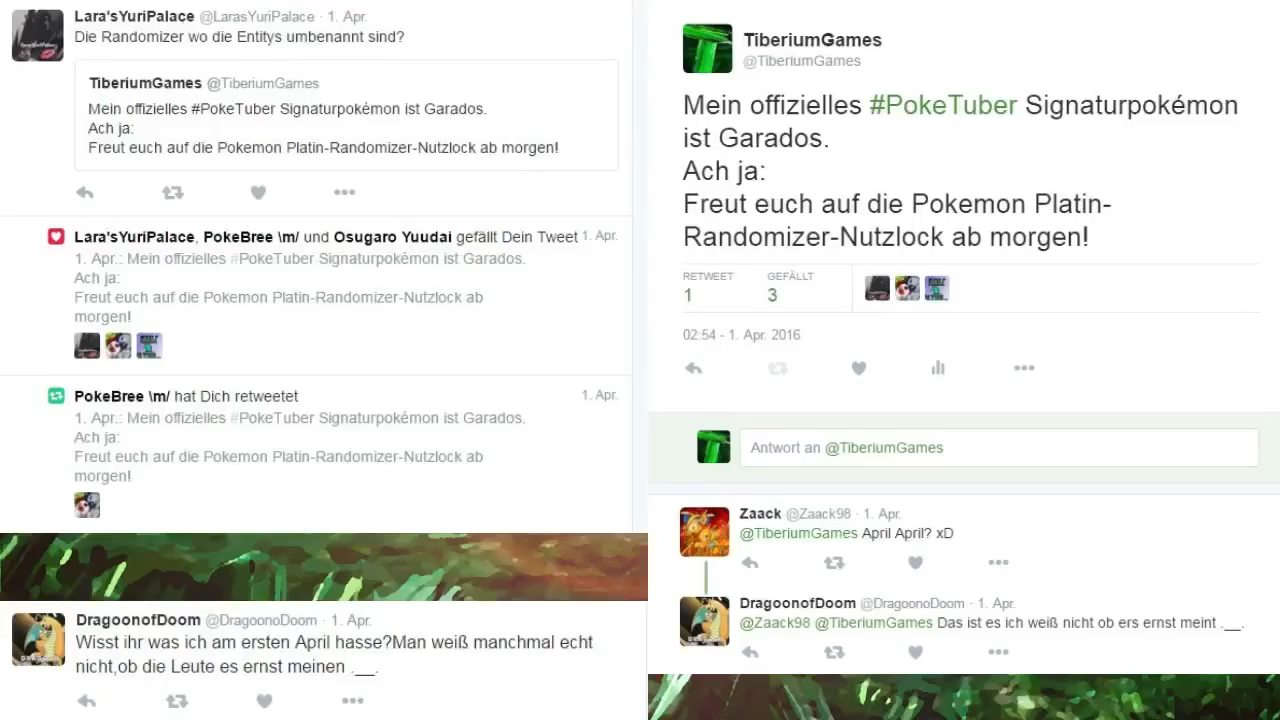 Lara'sYuriPalace @LarasYuriPalace · 1. Apr.
Die Randomizer wo die Entitys umbenannt sind?
TiberiumGames @TiberiumGames
Mein offizielles #PokeTuber Signaturpokémon ist Garados.
Ach ja:
Freut euch auf die Pokemon Platin-Randomizer-Nutzlock ab morgen!
Lara'sYuriPalace, PokeBree \m/ und Osugaro Yuudai gefällt Dein Tweet 1. Apr.
1. Apr.: Mein offizielles #PokeTuber Signaturpokémon ist Garados.
Ach ja:
Freut euch auf die Pokemon Platin-Randomizer-Nutzlock ab
morgen!
PokeBree \m/ hat Dich retweetet 1. Apr.
1. Apr.: Mein offizielles #PokeTuber Signaturpokémon ist Garados.
Ach ja:
Freut euch auf die Pokemon Platin-Randomizer-Nutzlock ab
morgen!
DragoonofDoom @DragoonoDoom · 1. Apr.
Wisst ihr was ich am ersten April hasse?Man weiß manchmal echt
nicht,ob die Leute es ernst meinen .__.
TiberiumGames
@TiberiumGames
Mein offizielles #PokeTuber Signaturpokémon
ist Garados.
Ach ja:
Freut euch auf die Pokemon Platin-
Randomizer-Nutzlock ab morgen!
RETWEET GEFÄLLT
1 3
02:54 - 1. Apr. 2016
Antwort an @TiberiumGames
Zaack @Zaack98 · 1. Apr.
@TiberiumGames April April? xD
DragoonofDoom @DragoonoDoom · 1. Apr.
@Zaack98 @TiberiumGames Das ist es ich weiß nicht ob ers ernst meint .__.